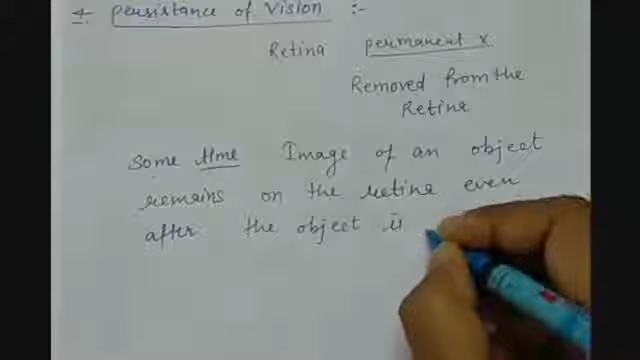 4. Persistance of Vision :-
Retina permanent x
Removed from the
Retina
Some time Image of an object
remains on the retina even
after the object is